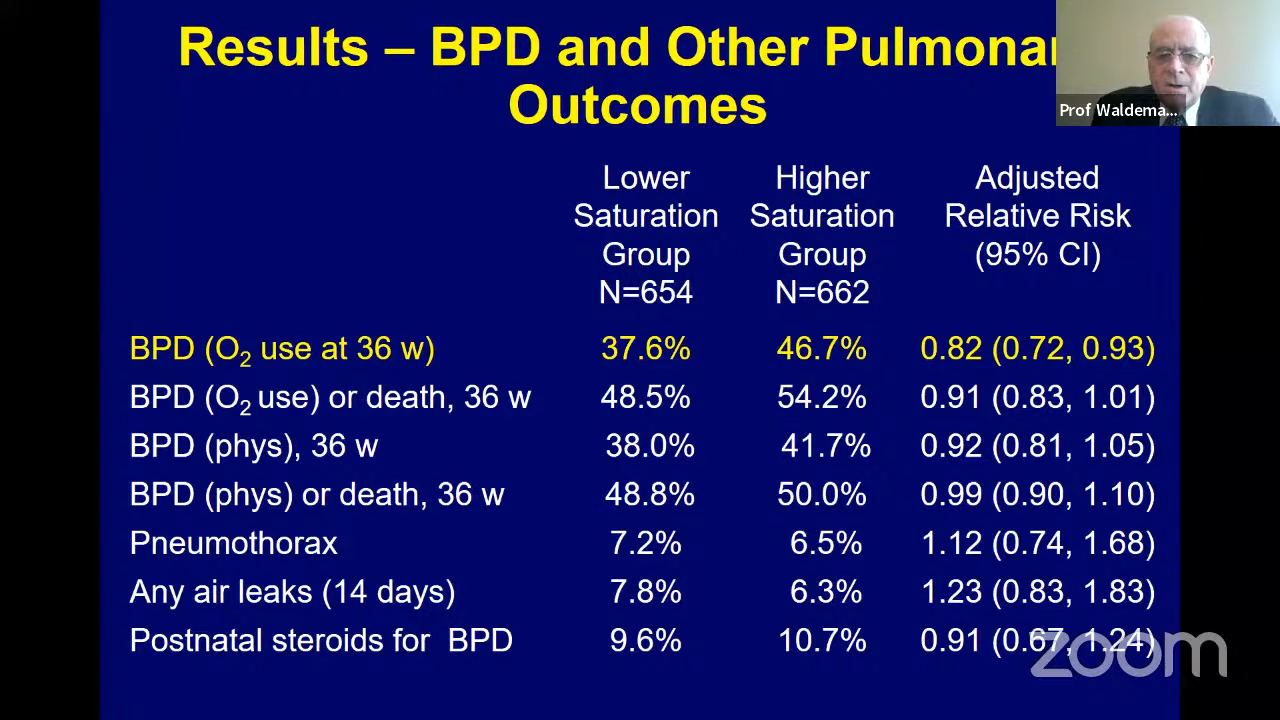 Results – BPD and Other Pulmonar
Outcomes
Prof Waldema...
Lower Saturation Group N=654
Higher Saturation Group N=662
Adjusted Relative Risk (95% CI)
BPD (O2 use at 36 w) 37.6% 46.7% 0.82 (0.72, 0.93)
BPD (O2 use) or death, 36 w 48.5% 54.2% 0.91 (0.83, 1.01)
BPD (phys), 36 w 38.0% 41.7% 0.92 (0.81, 1.05)
BPD (phys) or death, 36 w 48.8% 50.0% 0.99 (0.90, 1.10)
Pneumothorax 7.2% 6.5% 1.12 (0.74, 1.68)
Any air leaks (14 days) 7.8% 6.3% 1.23 (0.83, 1.83)
Postnatal steroids for BPD 9.6% 10.7% 0.91 (0.67, 1.24)
zoom